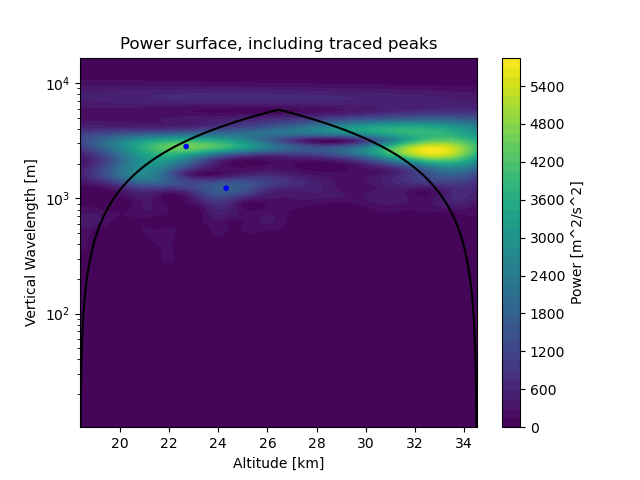 Power surface, including traced peaks
10^4
10^3
10^2
Vertical Wavelength [m]
20 22 24 26 28 30 32 34
Altitude [km]
5400
4800
4200
3600
3000
2400
1800
1200
600
0
Power [m^2/s^2]